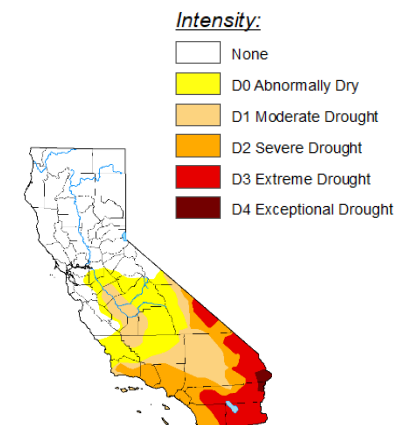 Intensity:
None
D0 Abnormally Dry
D1 Moderate Drought
D2 Severe Drought
D3 Extreme Drought
D4 Exceptional Drought